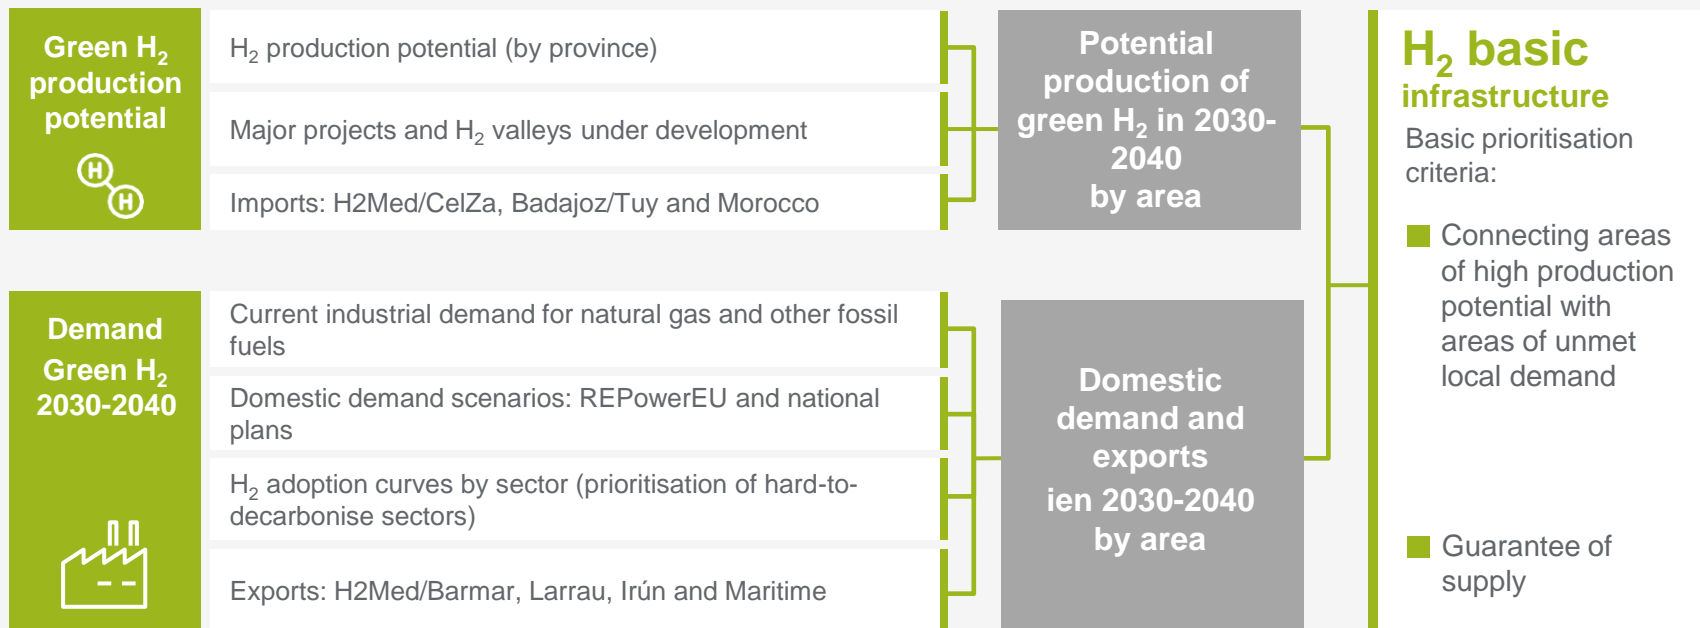 Green H₂
production
potential
H
H
H₂ production potential (by province)
Major projects and H₂ valleys under development
Imports: H2Med/CelZa, Badajoz/Tuy and Morocco
Potential
production of
green H₂ in 2030-
2040
by area
Demand
Green H₂
2030-2040
Current industrial demand for natural gas and other fossil
fuels
Domestic demand scenarios: REPowerEU and national
plans
H₂ adoption curves by sector (prioritisation of hard-to-
decarbonise sectors)
Exports: H2Med/Barmar, Larrau, Irún and Maritime
Domestic
demand and
exports
ien 2030-2040
by area
H₂ basic
infrastructure
Basic prioritisation
criteria:
Connecting areas
of high production
potential with
areas of unmet
local demand
Guarantee of
supply